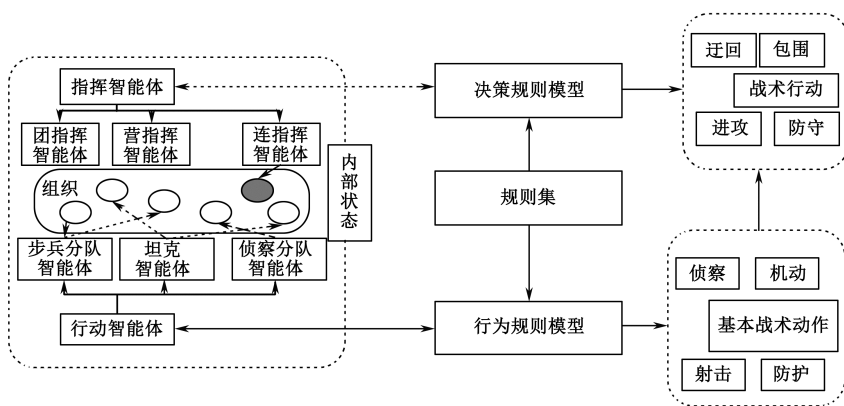 指挥智能体
团指挥
智能体
营指挥
智能体
连指挥
智能体
内部状态
组织
步兵分队
智能体
坦克
智能体
侦察分队
智能体
行动智能体
决策规则模型
规则集
行为规则模型
迂回
包围
战术行动
进攻
防守
侦察
机动
基本战术动作
射击
防护